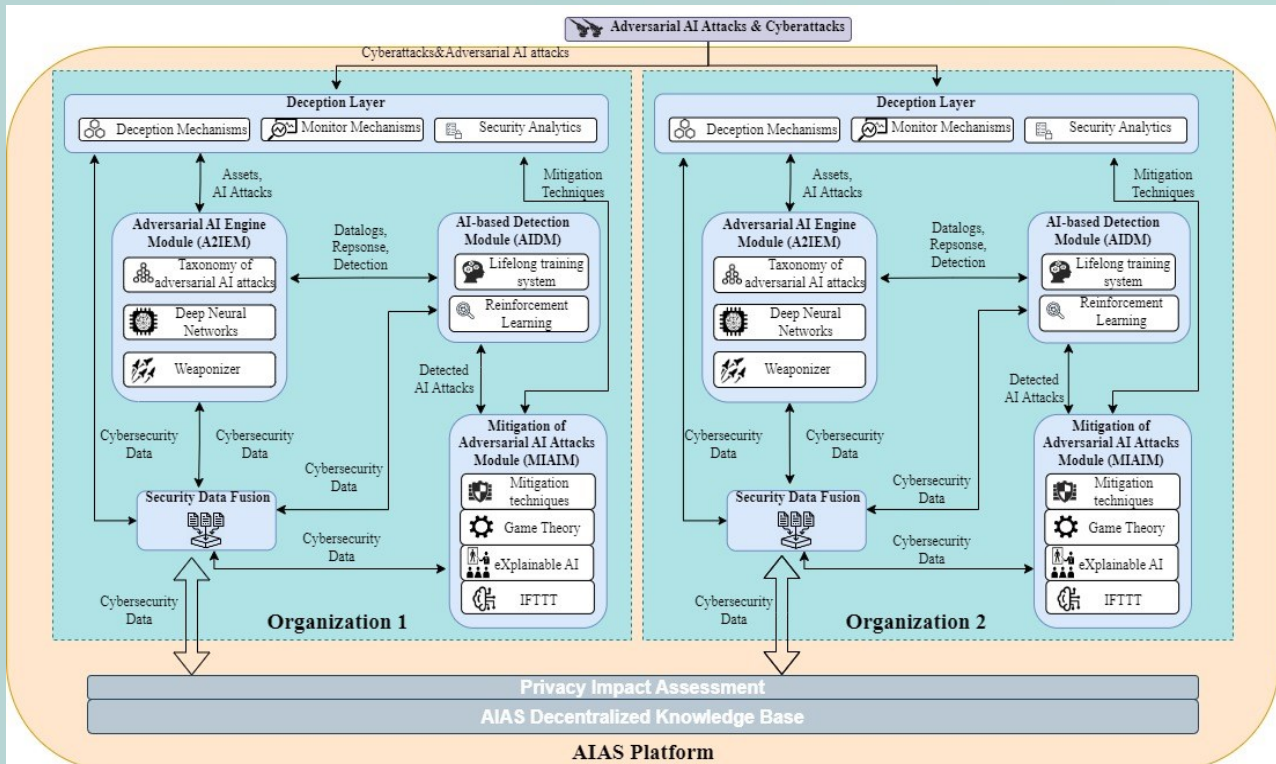 Adversarial AI Attacks & Cyberattacks
Cyberattacks&Adversarial AI attacks
Deception Layer
Deception Mechanisms
Monitor Mechanisms
Security Analytics
Assets,
AI Attacks
Mitigation
Techniques
Adversarial AI Engine
Module (A2IEM)
Taxonomy of
adversarial AI attacks
Deep Neural
Networks
Weaponizer
Datalogs,
Repsonse,
Detection
AI-based Detection
Module (AIDM)
Lifelong training
system
Reinforcement
Learning
Detected
AI Attacks
Cybersecurity
Data
Cybersecurity
Data
Cybersecurity
Data
Mitigation of
Adversarial AI Attacks
Module (MIAIM)
Mitigation
techniques
Game Theory
eXplainable AI
IFTTT
Security Data Fusion
Cybersecurity
Data
Cybersecurity
Data
Organization 1
Deception Layer
Deception Mechanisms
Monitor Mechanisms
Security Analytics
Assets,
AI Attacks
Mitigation
Techniques
Adversarial AI Engine
Module (A2IEM)
Taxonomy of
adversarial AI attacks
Deep Neural
Networks
Weaponizer
Datalogs,
Repsonse,
Detection
AI-based Detection
Module (AIDM)
Lifelong training
system
Reinforcement
Learning
Detected
AI Attacks
Cybersecurity
Data
Cybersecurity
Data
Cybersecurity
Data
Mitigation of
Adversarial AI Attacks
Module (MIAIM)
Mitigation
techniques
Game Theory
eXplainable AI
IFTTT
Security Data Fusion
Cybersecurity
Data
Cybersecurity
Data
Organization 2
Privacy Impact Assessment
AIAS Decentralized Knowledge Base
AIAS Platform